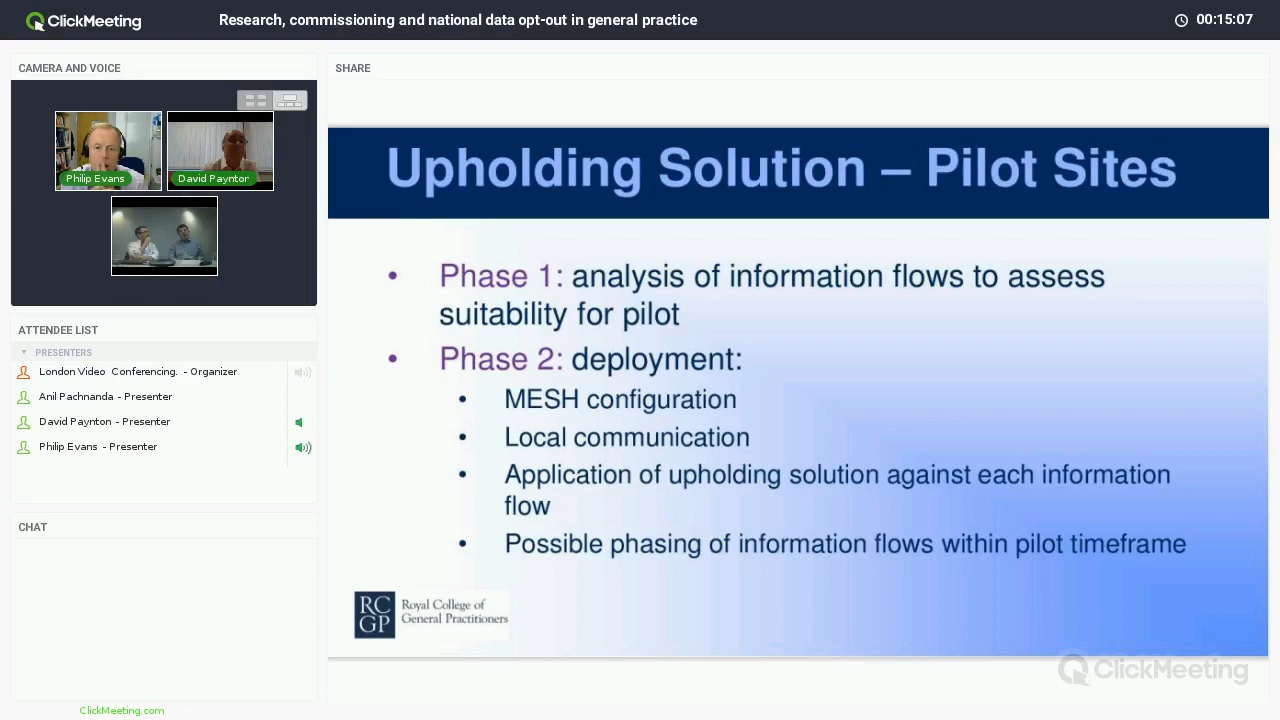 ClickMeeting
Research, commissioning and national data opt-out in general practice
00:15:07
CAMERA AND VOICE
Philip Evans
David Payntor
ATTENDEE LIST
PRESENTERS
London Video Conferencing. - Organizer
Anil Pachnanda - Presenter
David Paynton - Presenter
Philip Evans - Presenter
CHAT
ClickMeeting.com
SHARE
Upholding Solution – Pilot Sites
• Phase 1: analysis of information flows to assess
suitability for pilot
• Phase 2: deployment:
• MESH configuration
• Local communication
• Application of upholding solution against each information
flow
• Possible phasing of information flows within pilot timeframe
RC
GP
Royal College of
General Practitioners
ClickMeeting